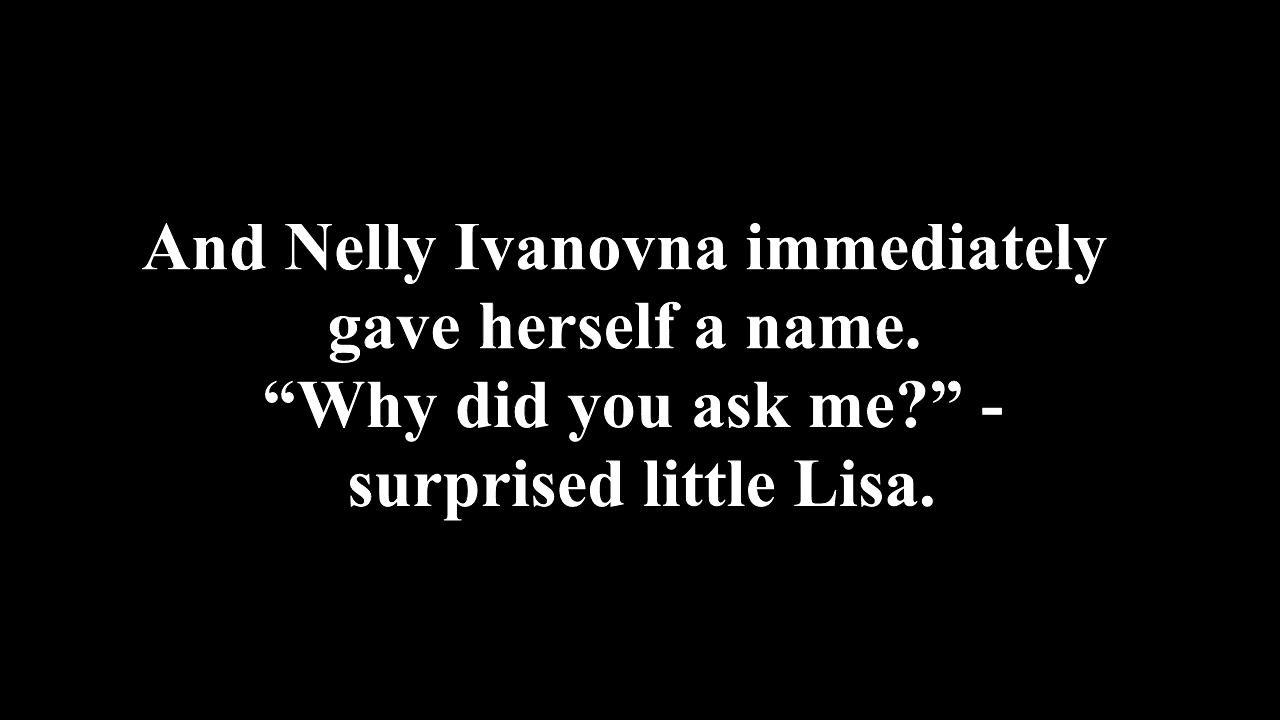 And Nelly Ivanovna immediately
gave herself a name.
“Why did you ask me?” -
surprised little Lisa.